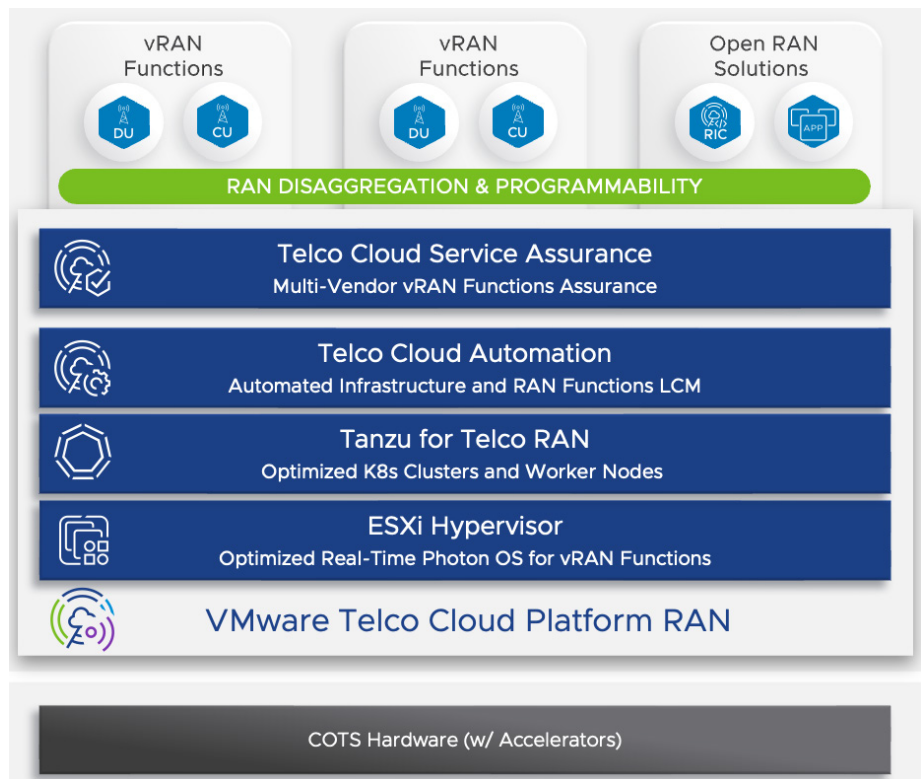 vRAN
Functions
DU
CU
vRAN
Functions
DU
CU
Open RAN
Solutions
RIC
APP
RAN DISAGGREGATION & PROGRAMMABILITY
Telco Cloud Service Assurance
Multi-Vendor vRAN Functions Assurance
Telco Cloud Automation
Automated Infrastructure and RAN Functions LCM
Tanzu for Telco RAN
Optimized K8s Clusters and Worker Nodes
ESXi Hypervisor
Optimized Real-Time Photon OS for vRAN Functions
VMware Telco Cloud Platform RAN
COTS Hardware (w/ Accelerators)